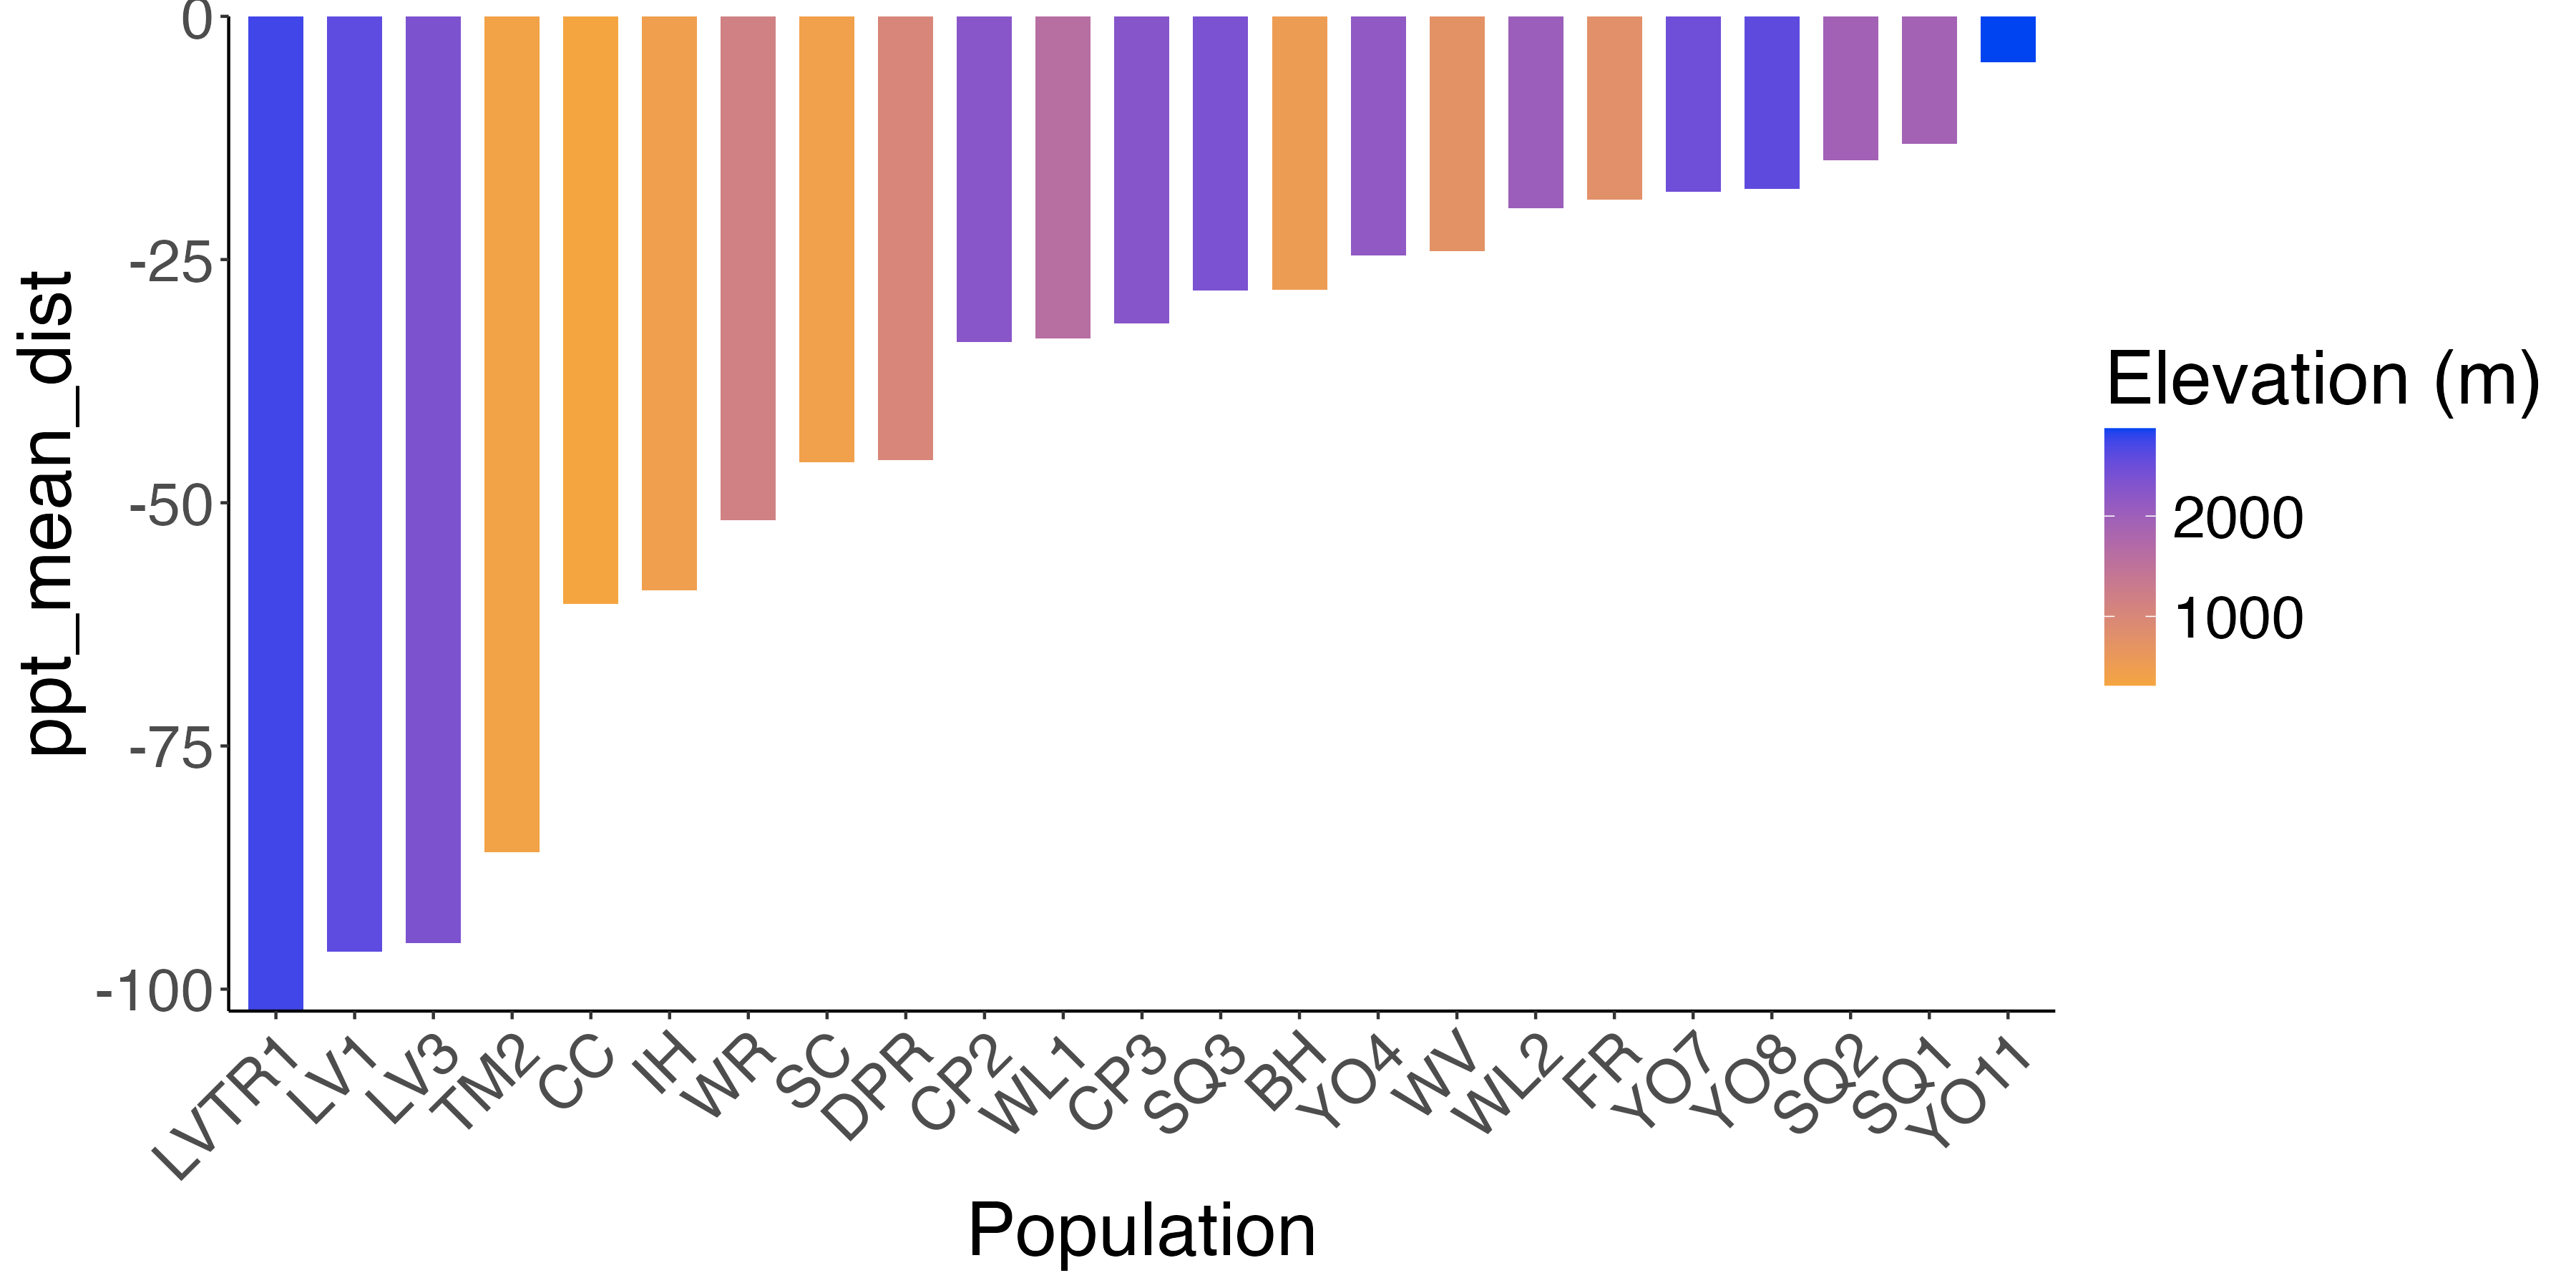 ppt_mean_dist
0
-25
-50
-75
-100
LVTR1
LV1
LV3
TM2
CC
IH
WR
SC
DPR
CP2
WL1
CP3
SQ3
BH
YO4
WV
WL2
FR
YO7
YO8
SQ2
SQ1
YO11
Population
Elevation (m)
2000
1000